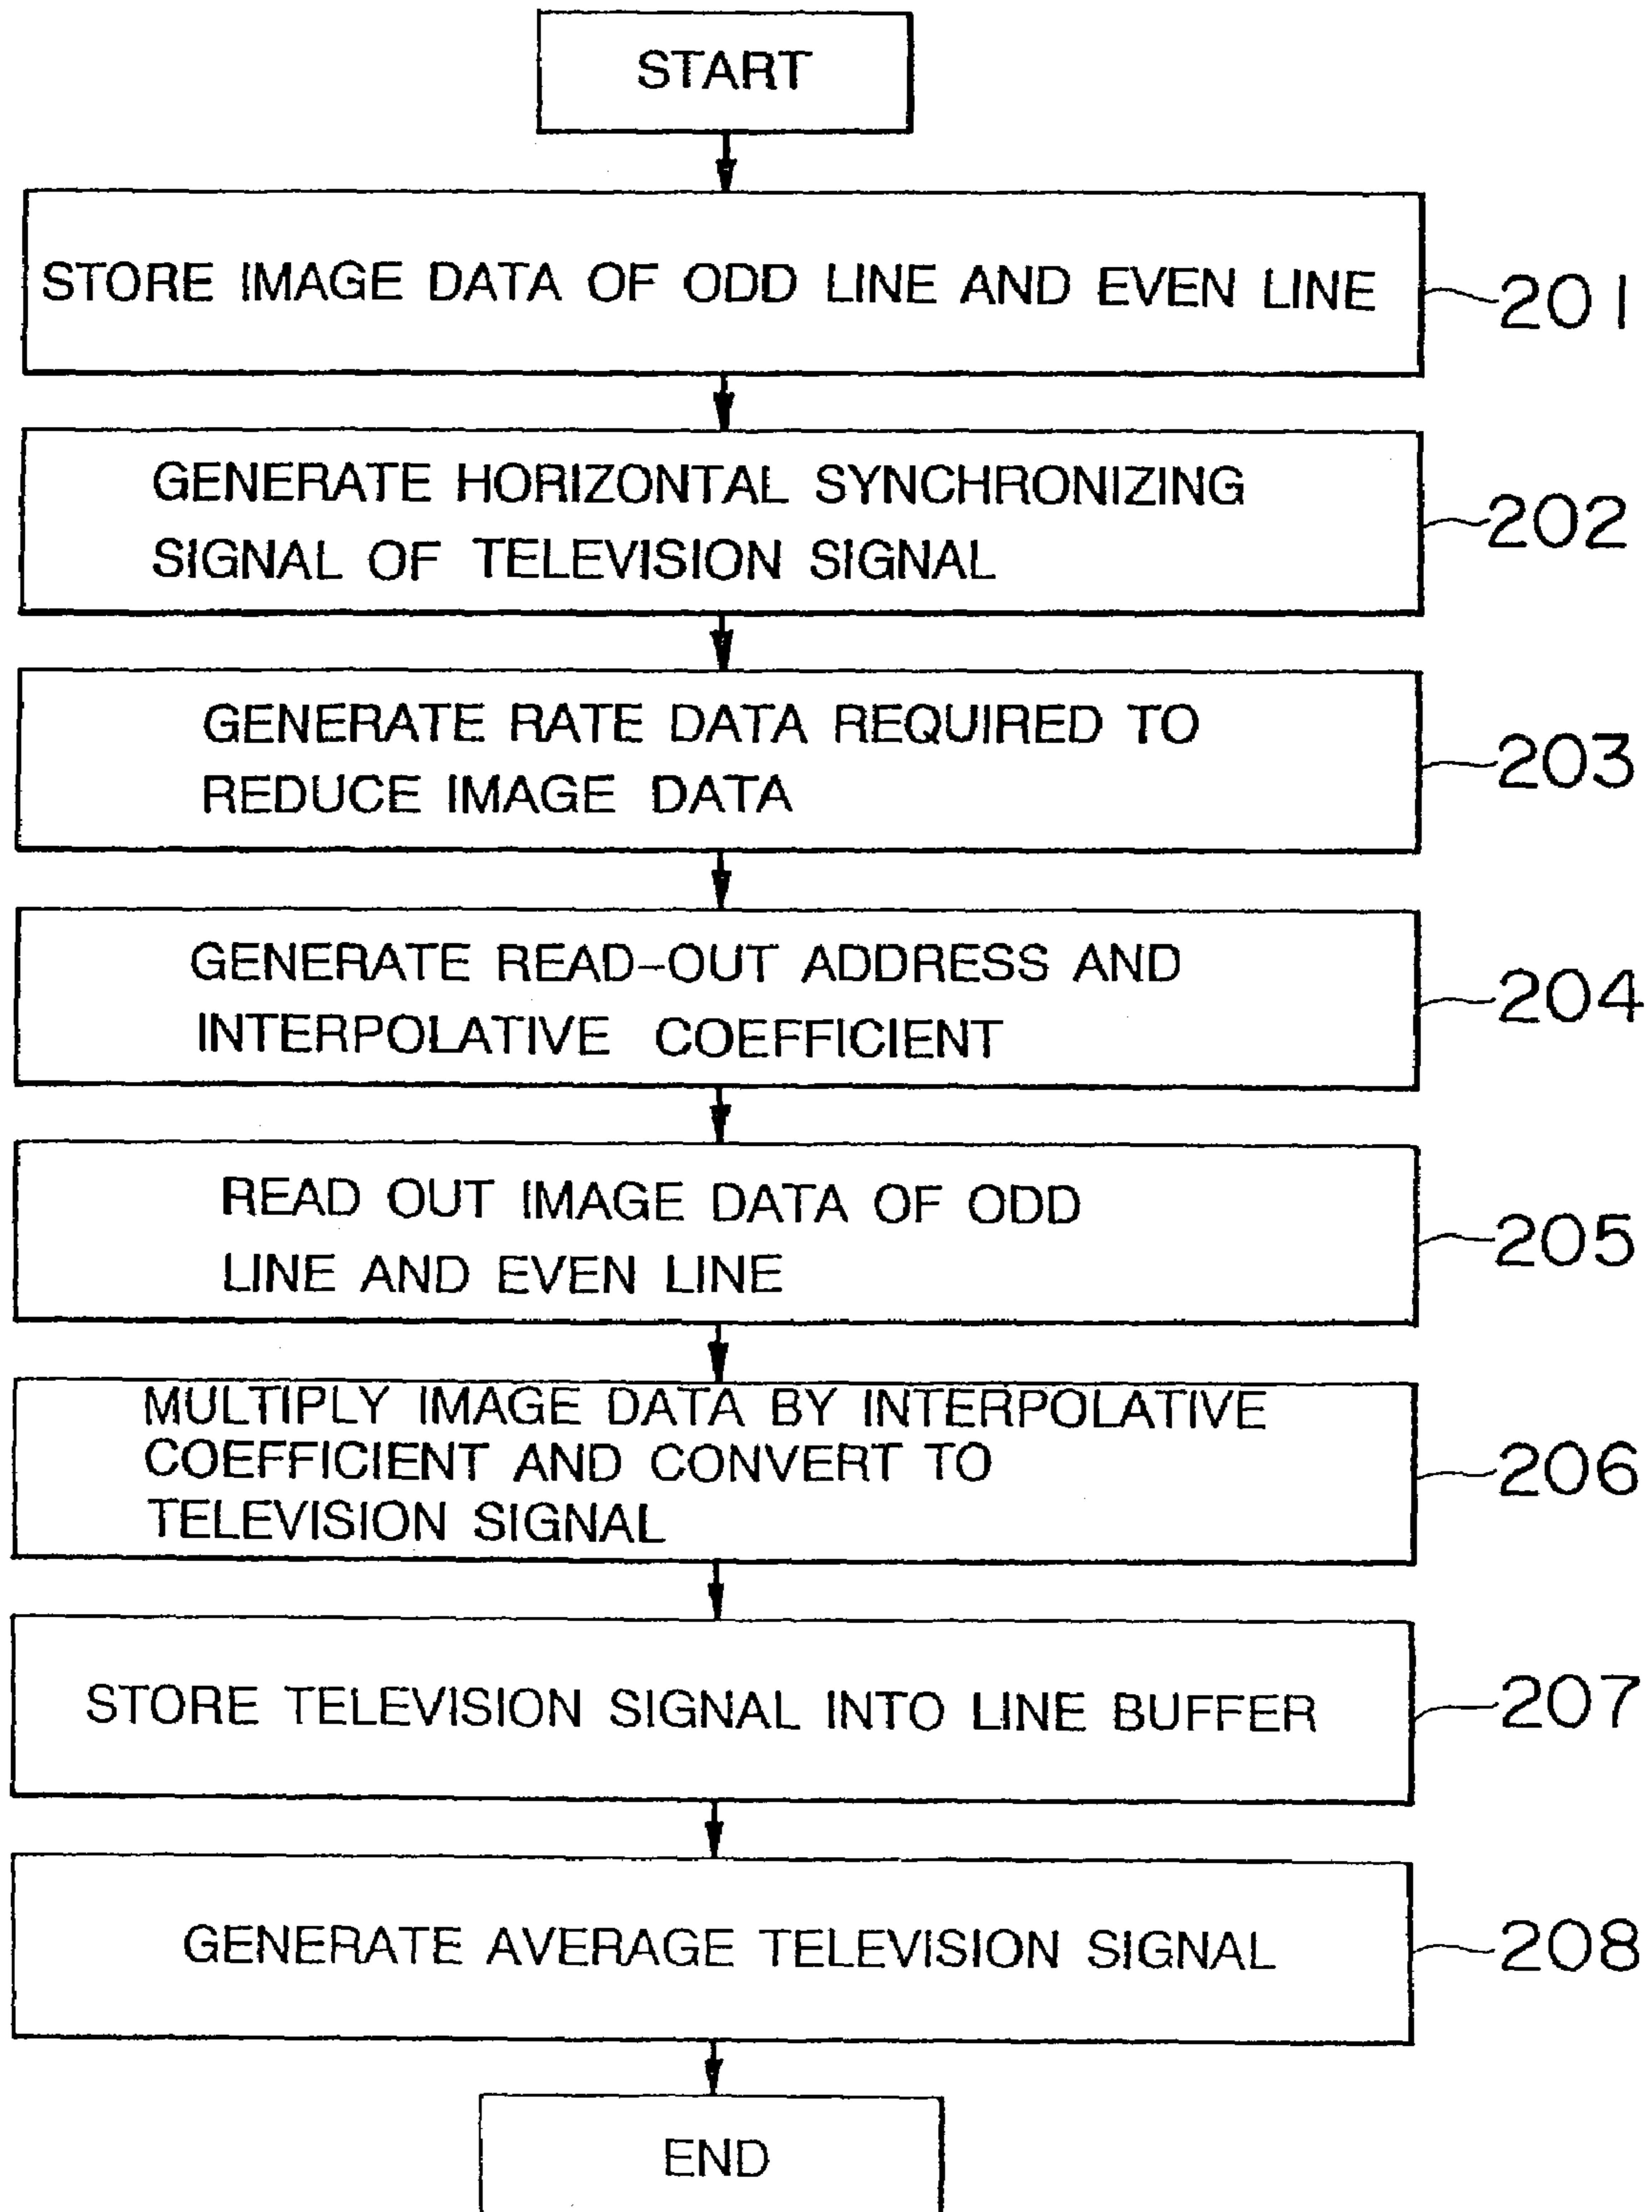 START
STORE IMAGE DATA OF ODD LINE AND EVEN LINE
201
GENERATE HORIZONTAL SYNCHRONIZING
SIGNAL OF TELEVISION SIGNAL
202
GENERATE RATE DATA REQUIRED TO
REDUCE IMAGE DATA
203
GENERATE READ-OUT ADDRESS AND
INTERPOLATIVE COEFFICIENT
204
READ OUT IMAGE DATA OF ODD
LINE AND EVEN LINE
205
MULTIPLY IMAGE DATA BY INTERPOLATIVE
COEFFICIENT AND CONVERT TO
TELEVISION SIGNAL
206
STORE TELEVISION SIGNAL INTO LINE BUFFER
207
GENERATE AVERAGE TELEVISION SIGNAL
208
END